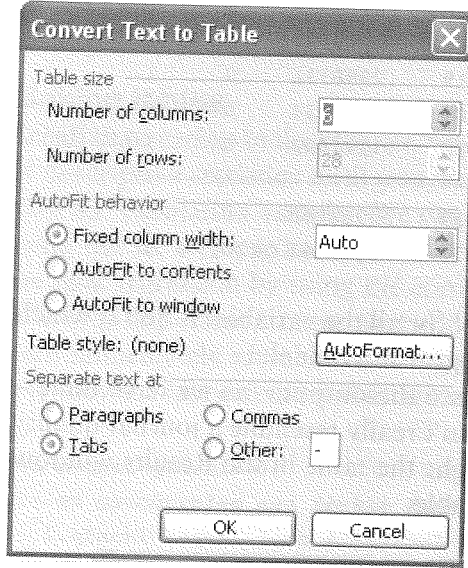 Convert Text to Table
Table size
Number of columns:
Number of rows: 28
AutoFit behavior
Fixed column width: Auto
AutoFit to contents
AutoFit to window
Table style: (none) AutoFormat...
Separate text at
Paragraphs Commas
Tabs Other: -
OK Cancel